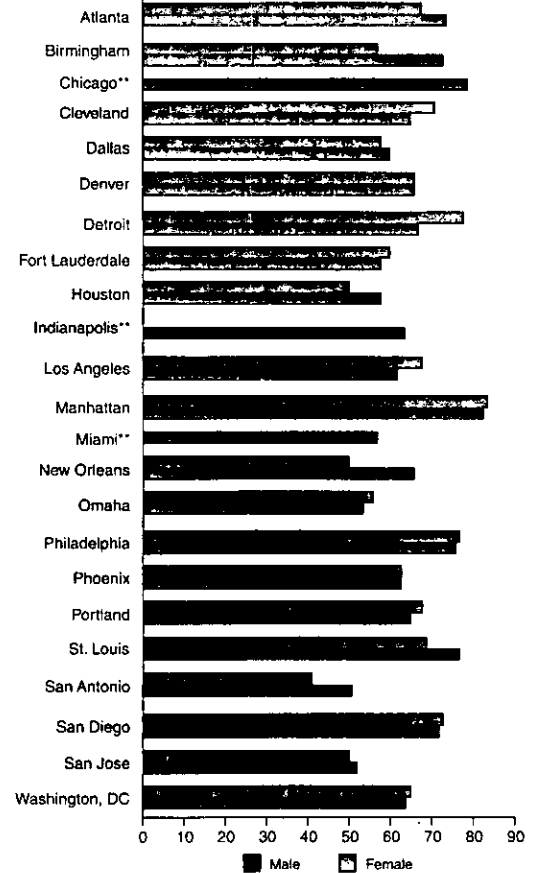 Atlanta
Birmingham
Chicago**
Cleveland
Dallas
Denver
Detroit
Fort Lauderdale
Houston
Indianapolis**
Los Angeles
Manhattan
Miami**
New Orleans
Omaha
Philadelphia
Phoenix
Portland
St. Louis
San Antonio
San Diego
San Jose
Washington, DC
0 10 20 30 40 50 60 70 80 90
Male Female